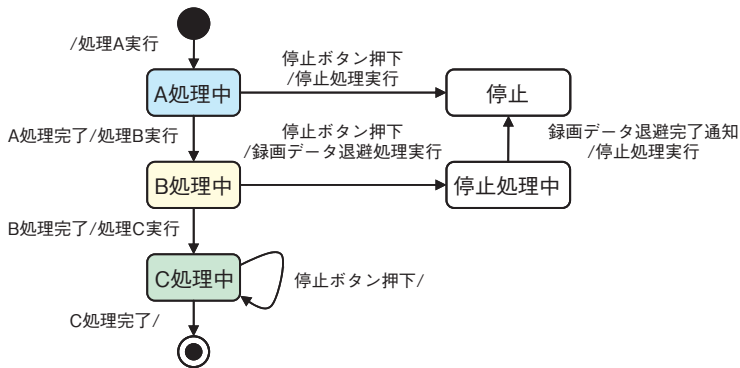 /処理A実行
停止ボタン押下
/停止処理実行
A処理中
停止
A処理完了/処理B実行
停止ボタン押下
/録画データ退避処理実行
録画データ退避完了通知
/停止処理実行
B処理中
停止処理中
B処理完了/処理C実行
C処理中
停止ボタン押下/
C処理完了/